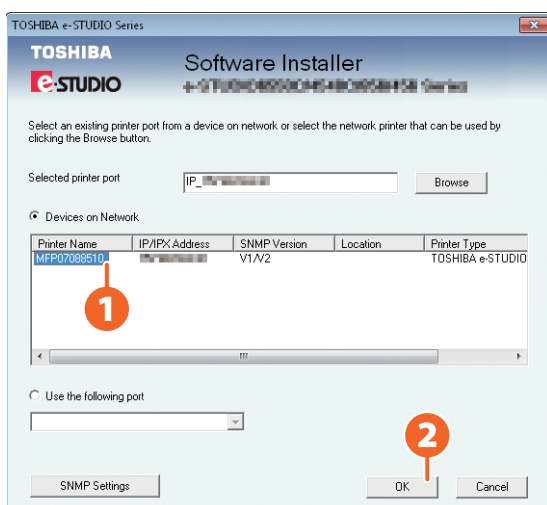 TOSHIBA e-STUDIO Series
TOSHIBA
e-STUDIO
Software Installer
Series
Select an existing printer port from a device on network or select the network printer that can be used by
clicking the Browse button.
Selected printer port IP_ Browse
Devices on Network
Printer Name IP/IPX Address SNMP Version Location Printer Type
MFP07088510 V1/V2 TOSHIBA e-STUDIO
1
Use the following port
2
SNMP Settings OK Cancel